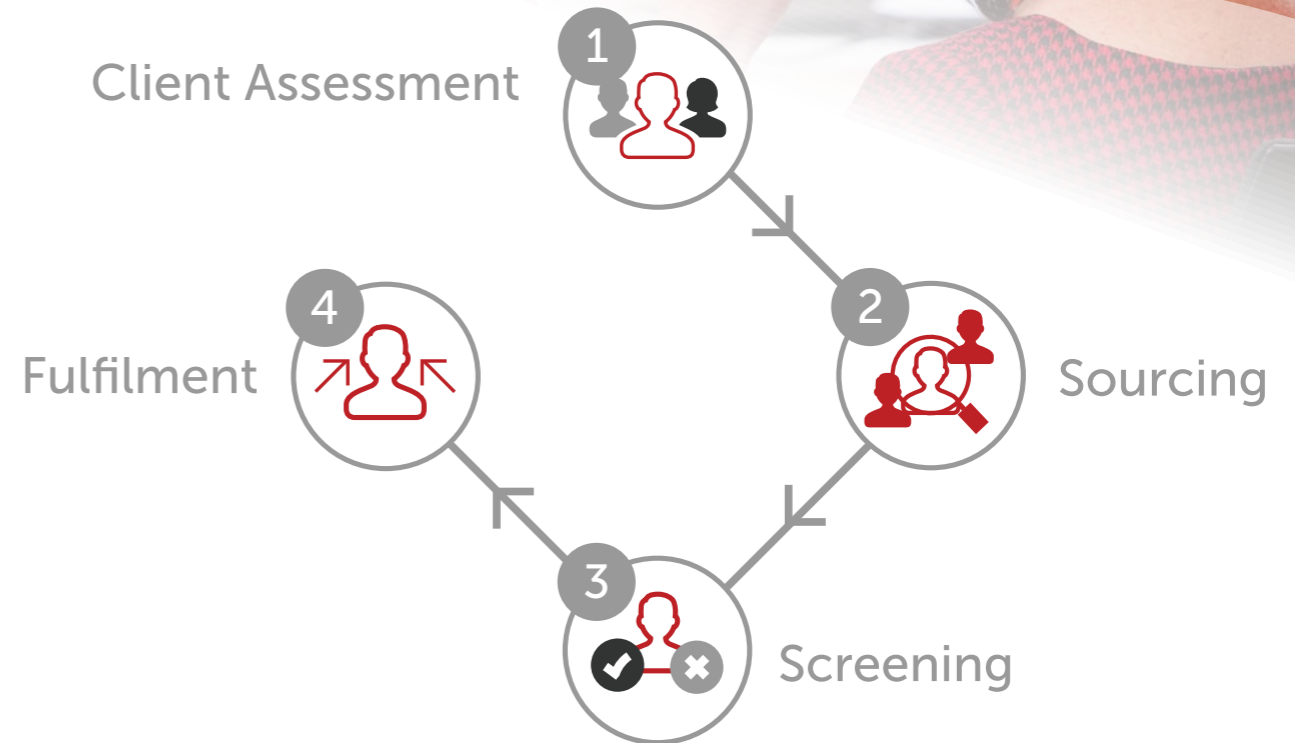 1
Client Assessment
2
Sourcing
3
Screening
4
Fulfilment